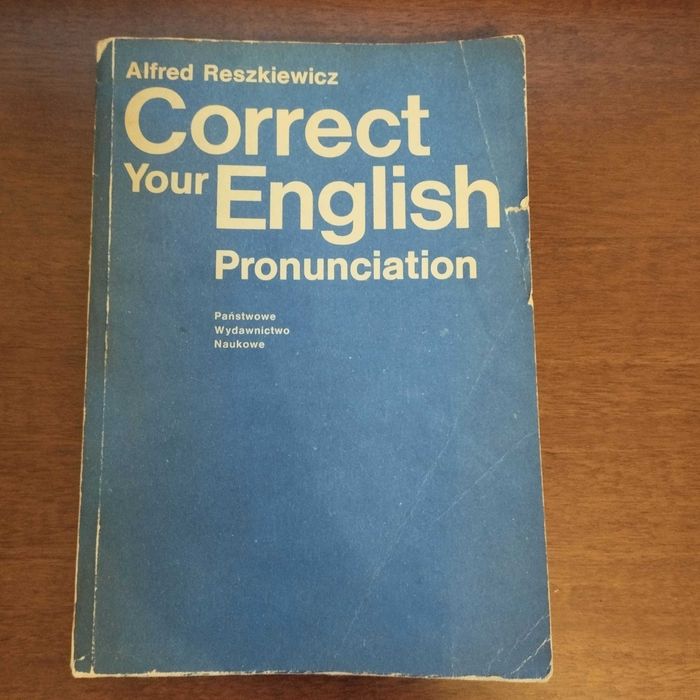 Alfred Reszkiewicz
Correct
Your English
Pronunciation
Państwowe
Wydawnictwo
Naukowe